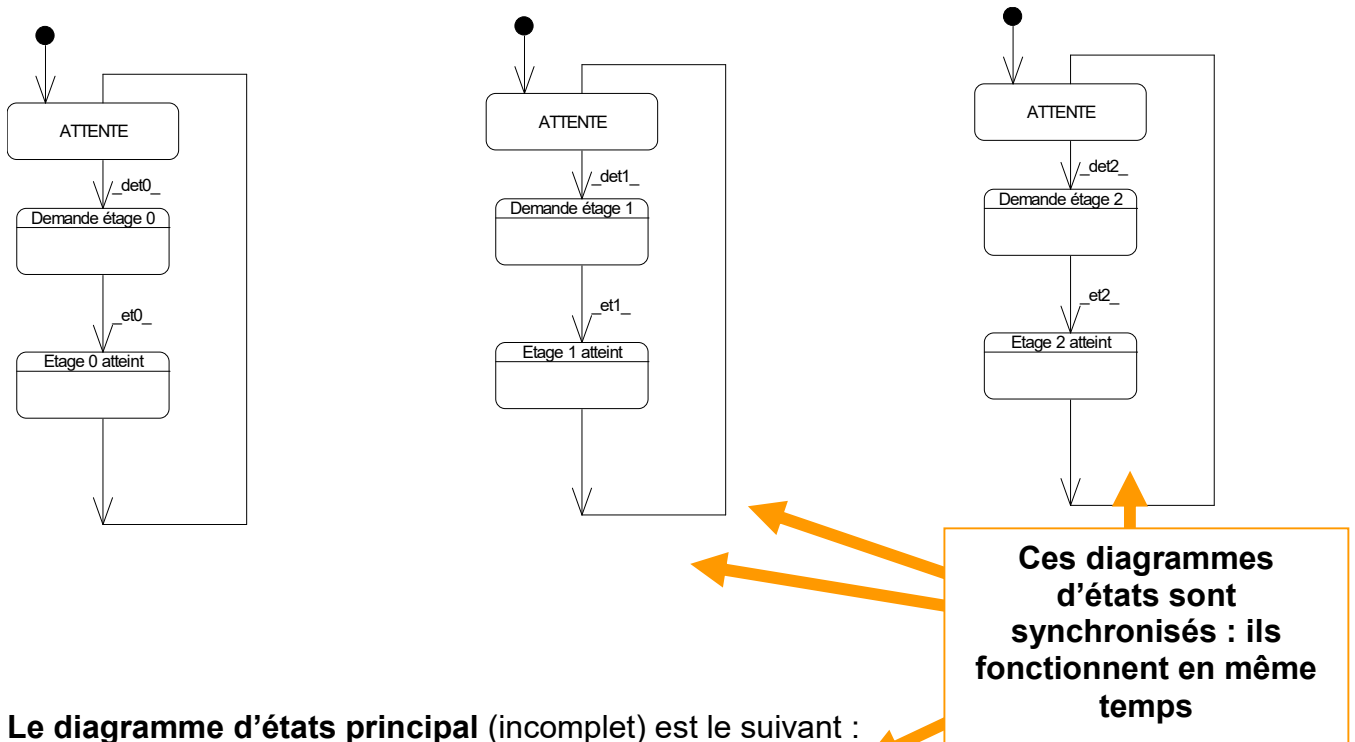 ATTENTE
_det0_
Demande étage 0
_et0_
Etage 0 atteint
ATTENTE
_det1_
Demande étage 1
_et1_
Etage 1 atteint
ATTENTE
_det2_
Demande étage 2
_et2_
Etage 2 atteint
Ces diagrammes
d’états sont
synchronisés : ils
fonctionnent en même
temps
Le diagramme d’états principal (incomplet) est le suivant :